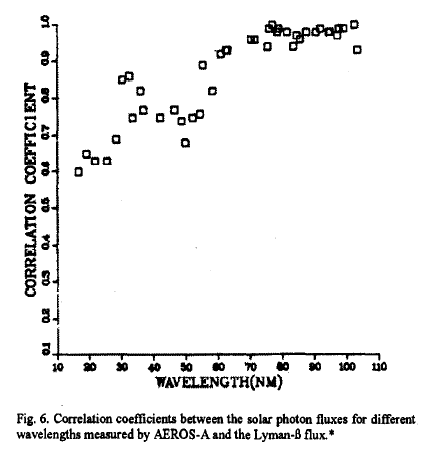 1.0
0.9
0.8
0.7
0.6
0.5
0.4
0.3
0.2
0.1
CORRELATION COEFFICIENT
10 20 30 40 50 60 70 80 90 100 110
WAVELENGTH(NM)
Fig. 6. Correlation coefficients between the solar photon fluxes for different
wavelengths measured by AEROS-A and the Lyman-ß flux.*